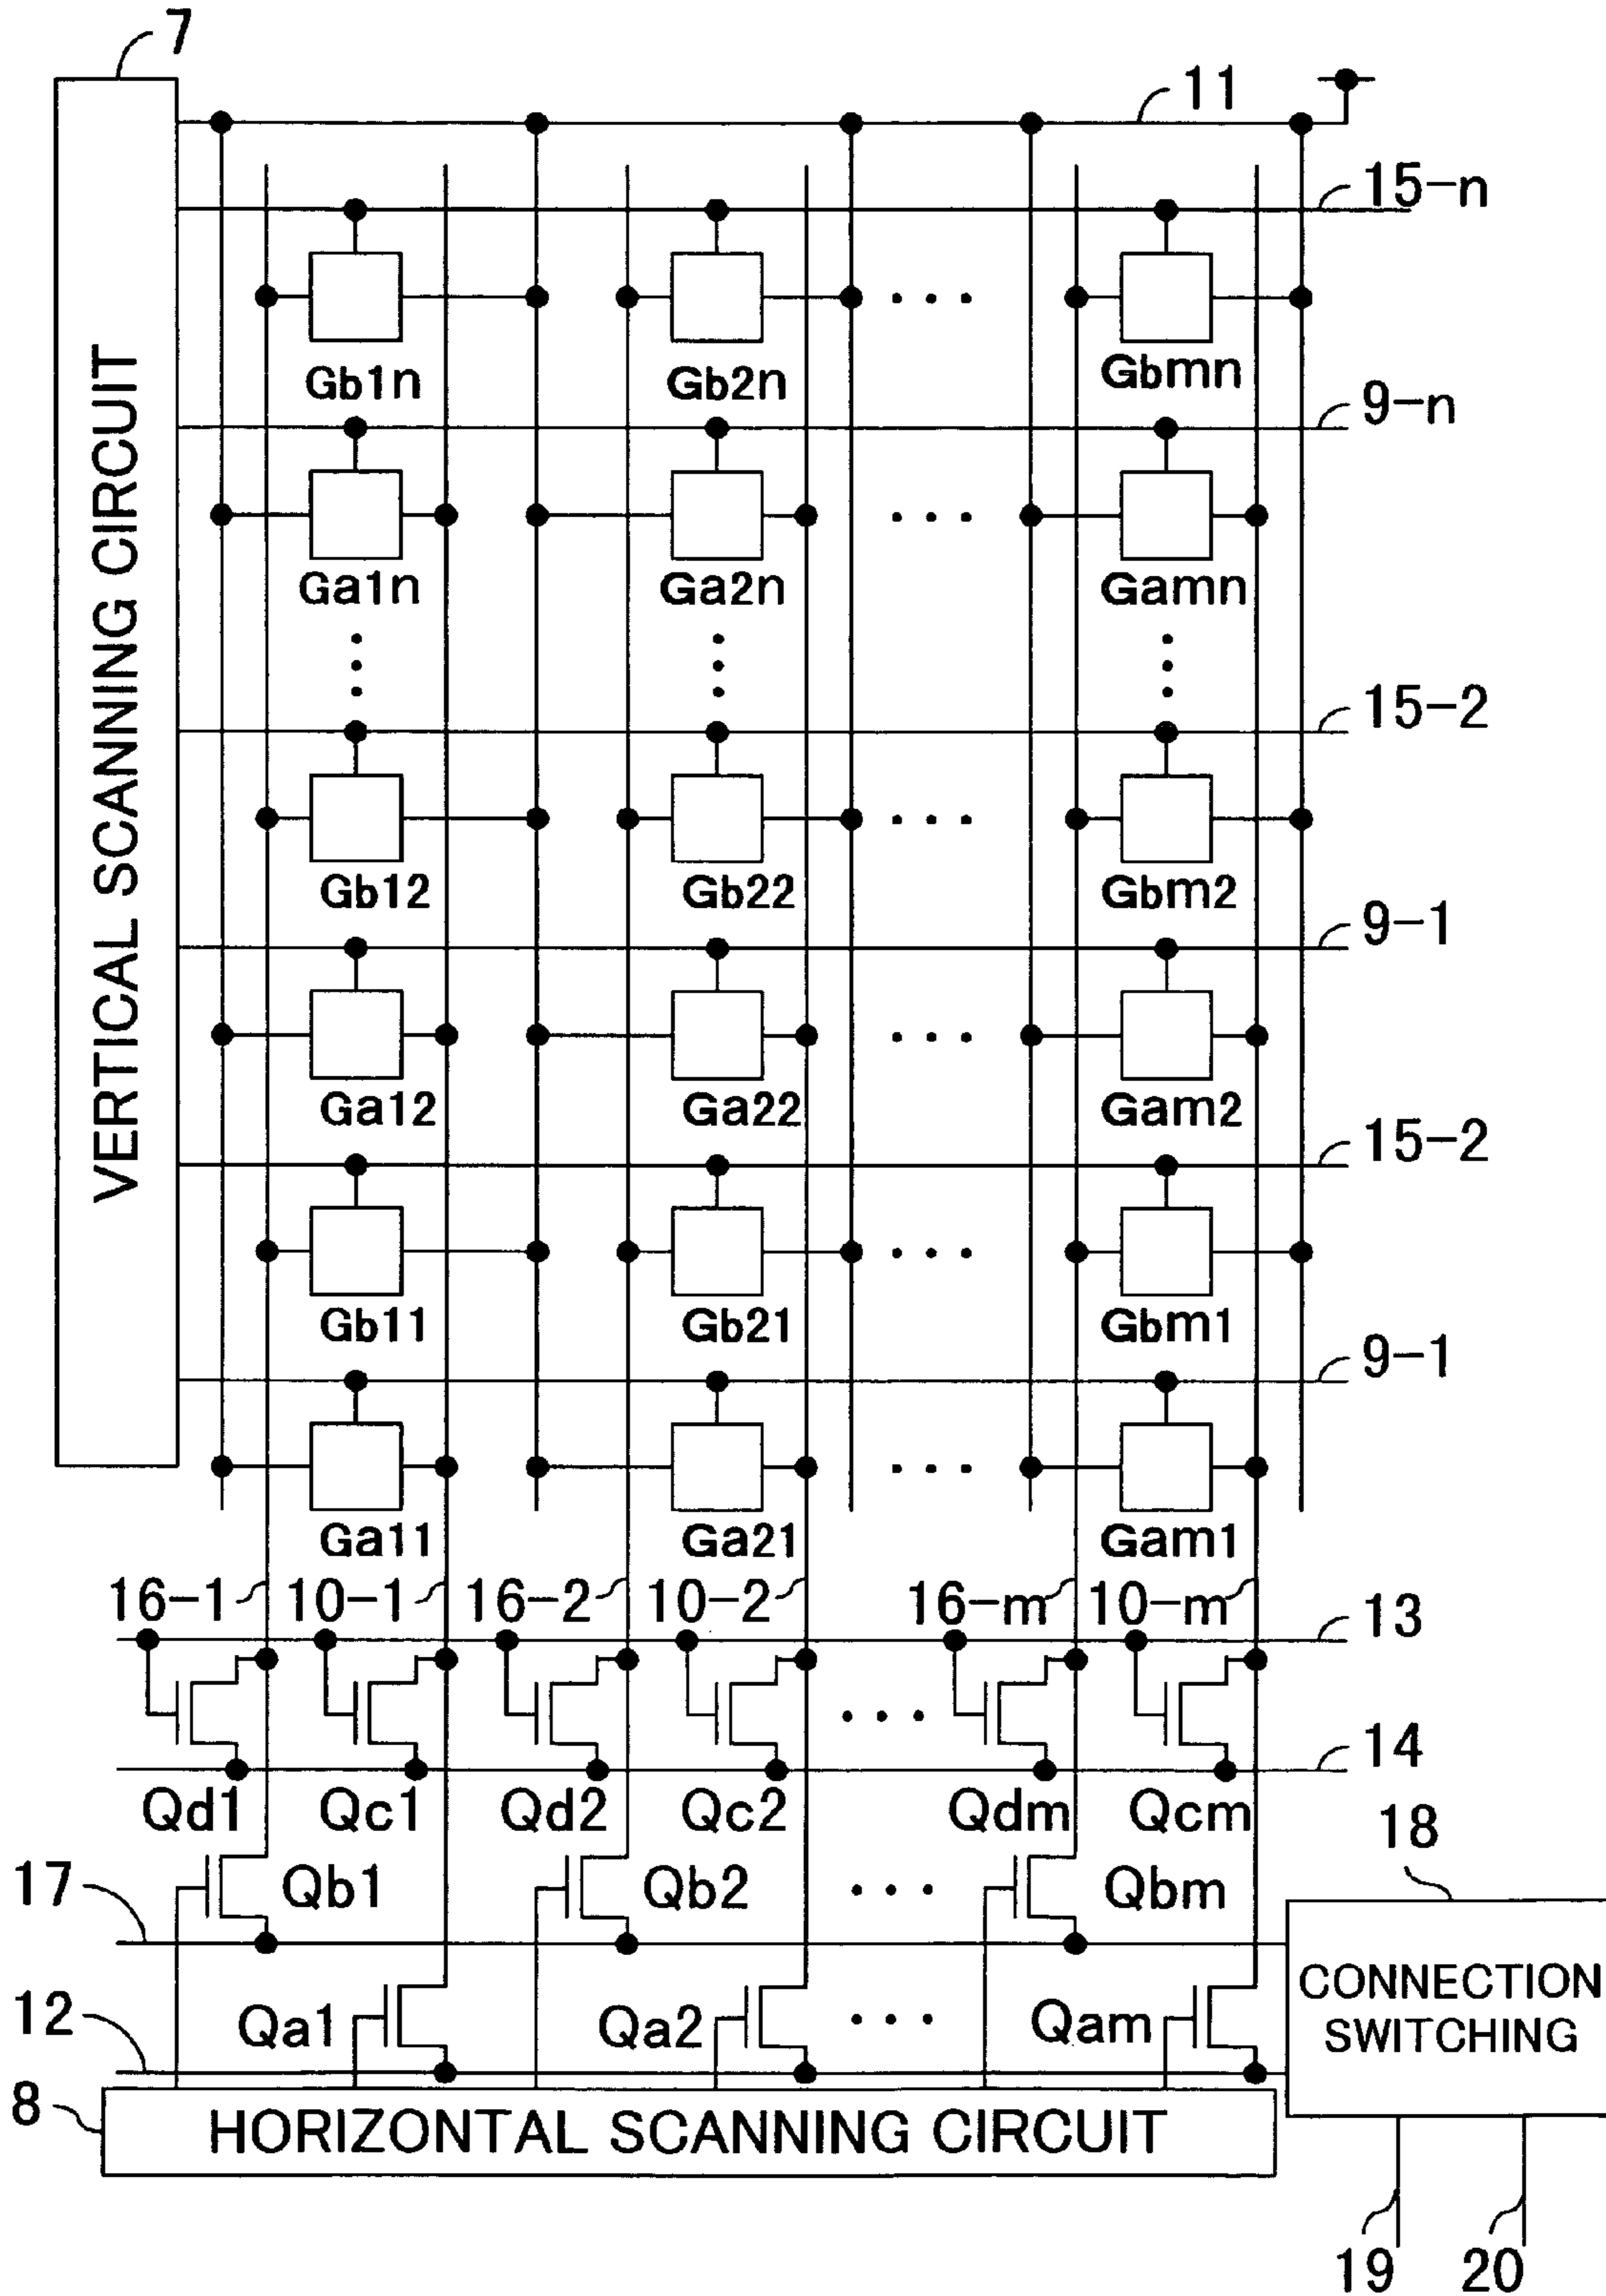 7
11
15-n
Gb1n Gb2n Gbmn
9-n
Ga1n Ga2n Gamn
VERTICAL SCANNING CIRCUIT
15-2
Gb12 Gb22 Gbm2
9-1
Ga12 Ga22 Gam2
15-2
Gb11 Gb21 Gbm1
9-1
Ga11 Ga21 Gam1
16-1 10-1 16-2 10-2 16-m 10-m
13
14
Qd1 Qc1 Qd2 Qc2 Qdm Qcm
18
17
Qb1 Qb2 Qbm
CONNECTION
SWITCHING
12
Qa1 Qa2 Qam
8
HORIZONTAL SCANNING CIRCUIT
19 20